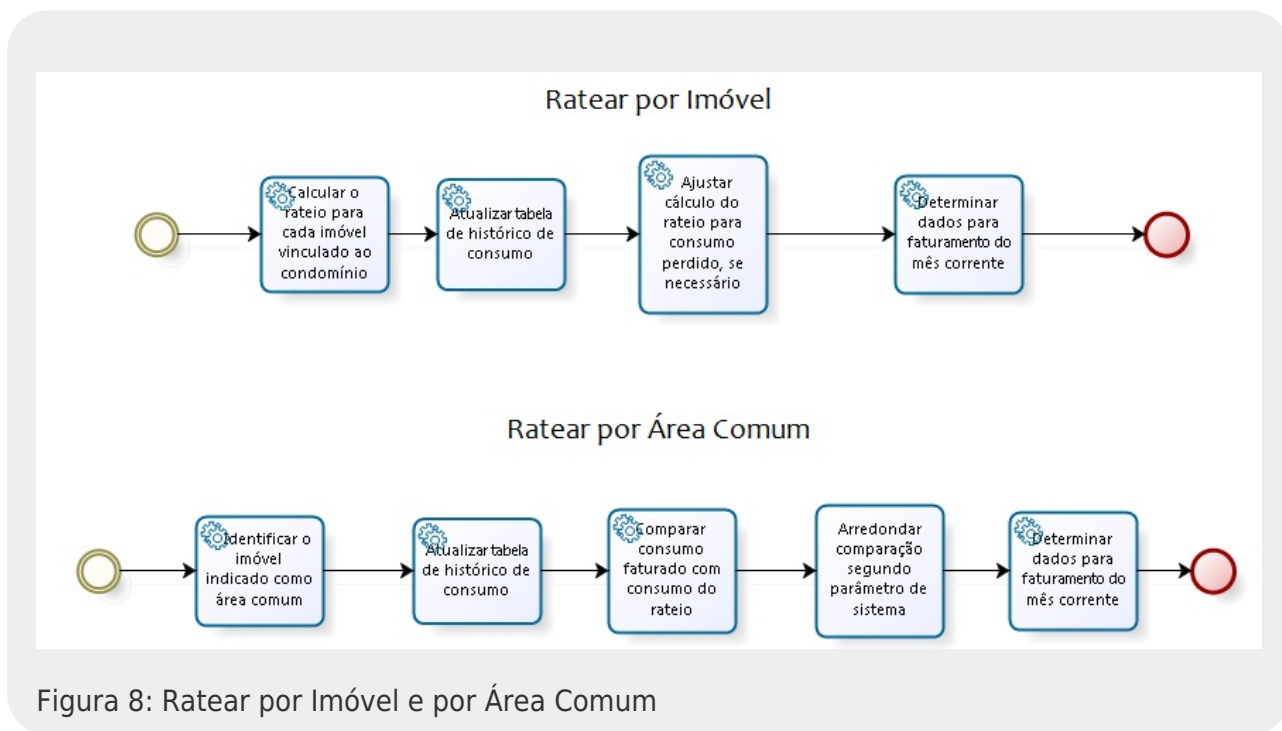 Ratear por Imóvel
Calcular o
rateio para
cada imóvel
vinculado ao
condomínio
Atualizar tabela
de histórico de
consumo
Ajustar
cálculo do
rateio para
consumo
perdido, se
necessário
Determinar
dados para
faturamento do
mês corrente
Ratear por Área Comum
Identificar o
imóvel
indicado como
área comum
Atualizar tabela
de histórico de
consumo
Comparar
consumo
faturado com
consumo do
rateio
Arredondar
comparação
segundo
parâmetro de
sistema
Determinar
dados para
faturamento do
mês corrente
Figura 8: Ratear por Imóvel e por Área Comum